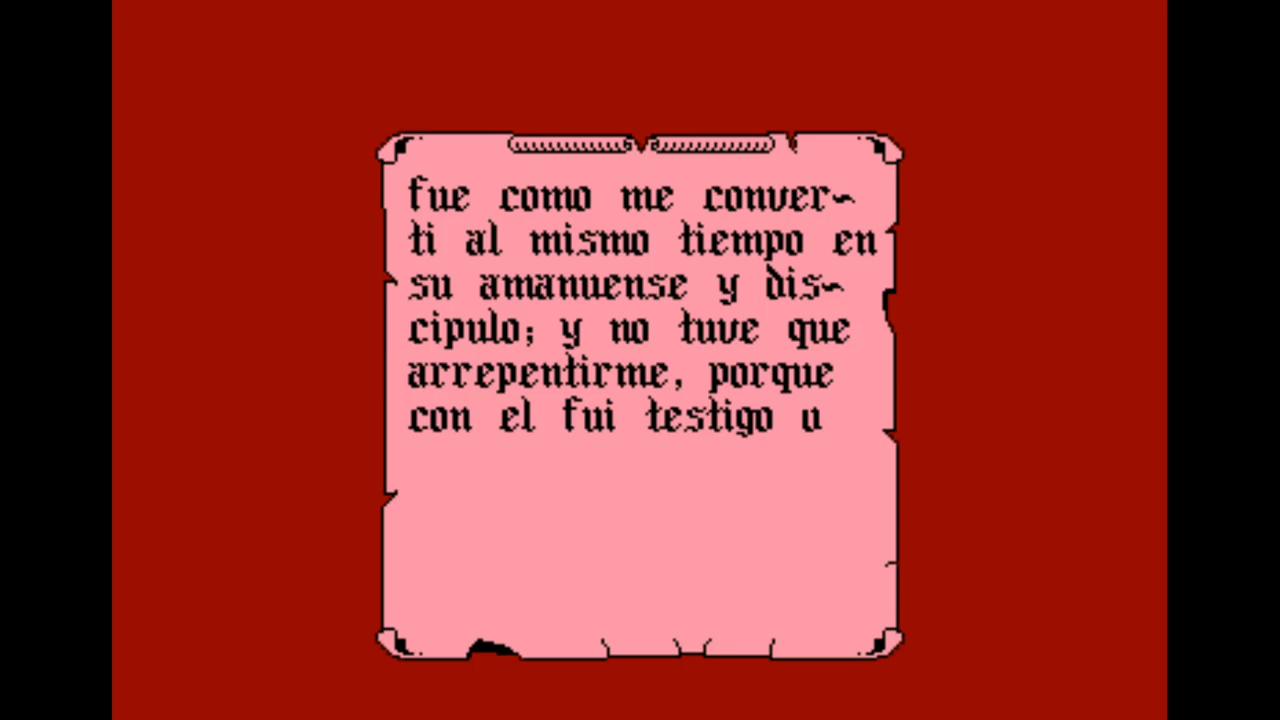 fue como me conver~
ti al mismo tiempo en
su amanuense y dis~
cipulo; y no tuve que
arrepentirme, porque
con el fui testigo u